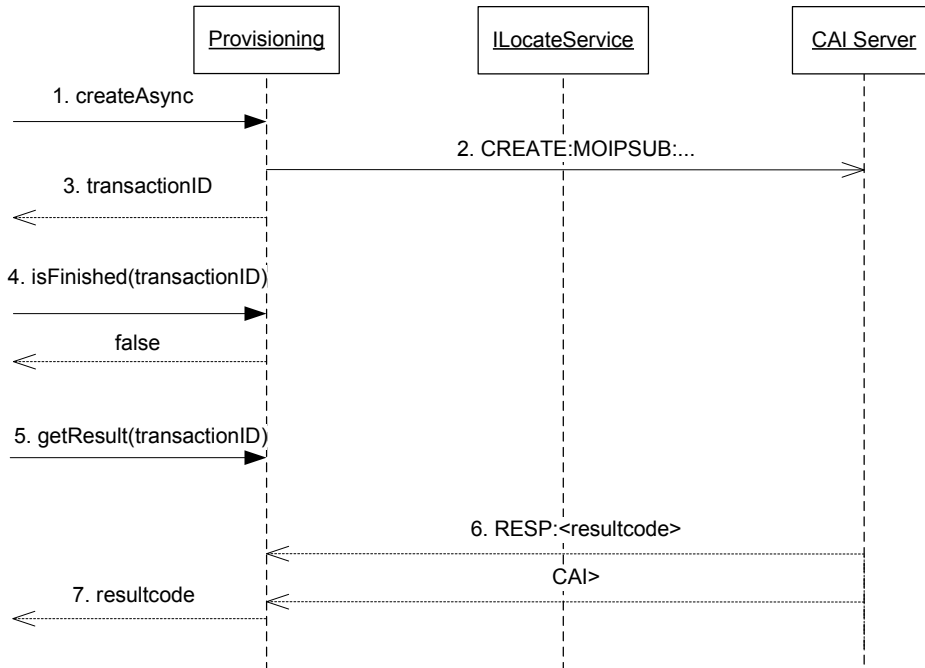 Provisioning
ILocateService
CAI Server
1. createAsync
2. CREATE:MOIPSUB:...
3. transactionID
4. isFinished(transactionID)
false
5. getResult(transactionID)
6. RESP:<resultcode>
CAI>
7. resultcode